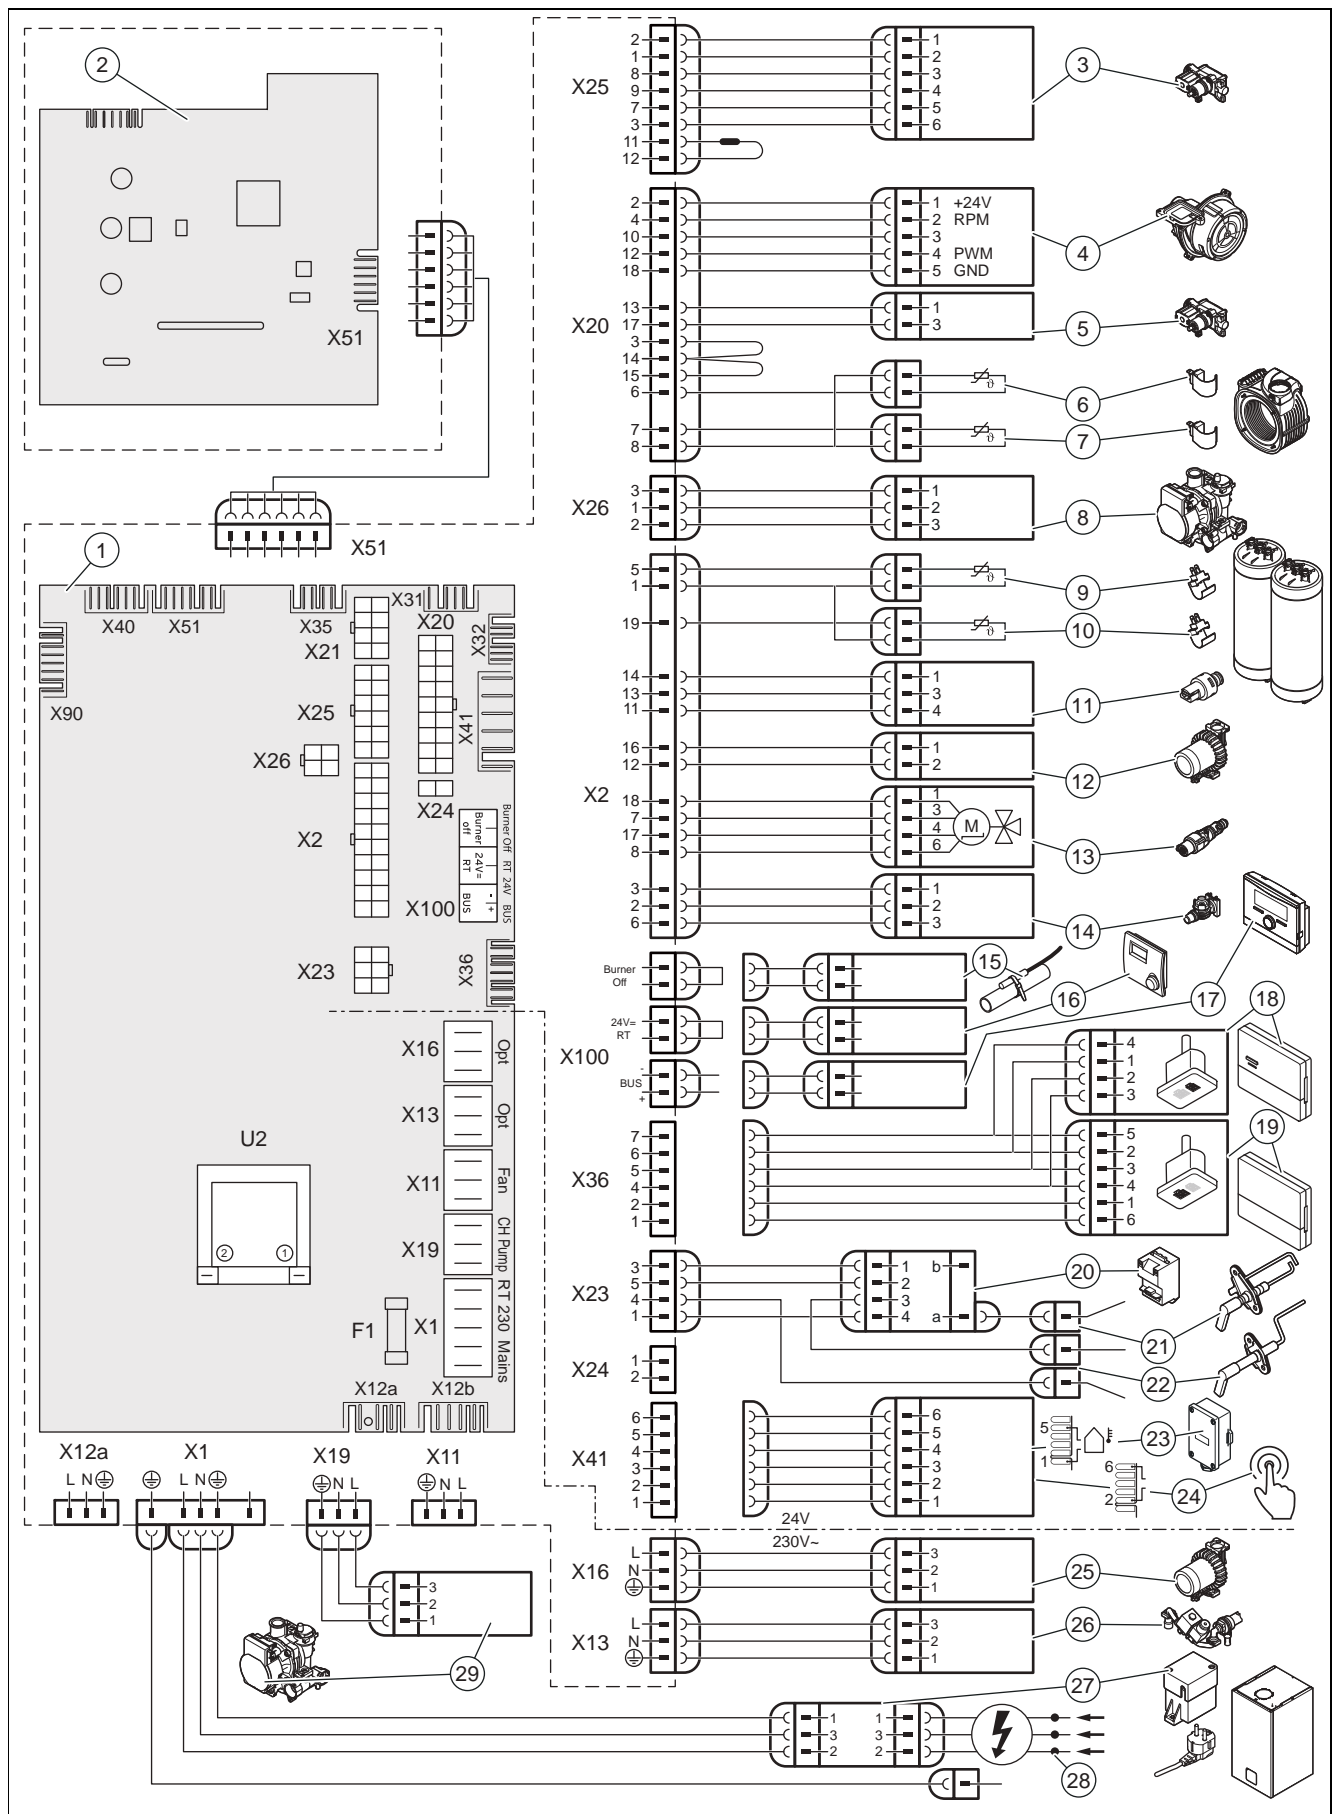 2
X51
X51
1
X40
X51
X35
X31
X21
X20
X32
X90
X25
X41
X26
X24
X2
Burner off
24V= RT
- + BUS
Burner Off RT 24V BUS
X100
X23
X36
X16
Opt
X13
Opt
U2
X11
Fan
X19
CH Pump
2 1
F1
X1
RT 230 Mains
X12a
X12b
X12a
X1
X19
X11
L N
L N
N L
N L
3
2
1
29
X25
2 1
1 2
8 3
9 4
7 5
3 6
11
12
3
X20
2 1 +24V
4 2 RPM
10 3
12 4 PWM
18 5 GND
4
13 1
17 3
3
14
15
6
5
ϑ
6
7
8
ϑ
7
X26
3 1
1 2
2 3
8
X2
5
1
ϑ
9
19
ϑ
10
14 1
13 3
11 4
11
16 1
12 2
12
18 1
7 3
17 4
8 6
M
13
3 1
2 2
6 3
14
X100
Burner
Off
15
24V=
RT
16
-
BUS
+
17
4
1
2
3
18
X36
7 5
6 2
5 3
4 4
2 1
1 6
19
X23
3 1 b
5 2
4 3
1 4 a
20
21
22
X24
1
2
X41
6 6
5 5
4 4
3 3
2 2
1 1
5
1
23
6
2
24
24V
230V~
X16
L 3
N 2
1
25
X13
L 3
N 2
1
26
27
1 1
3 3
2 2
28